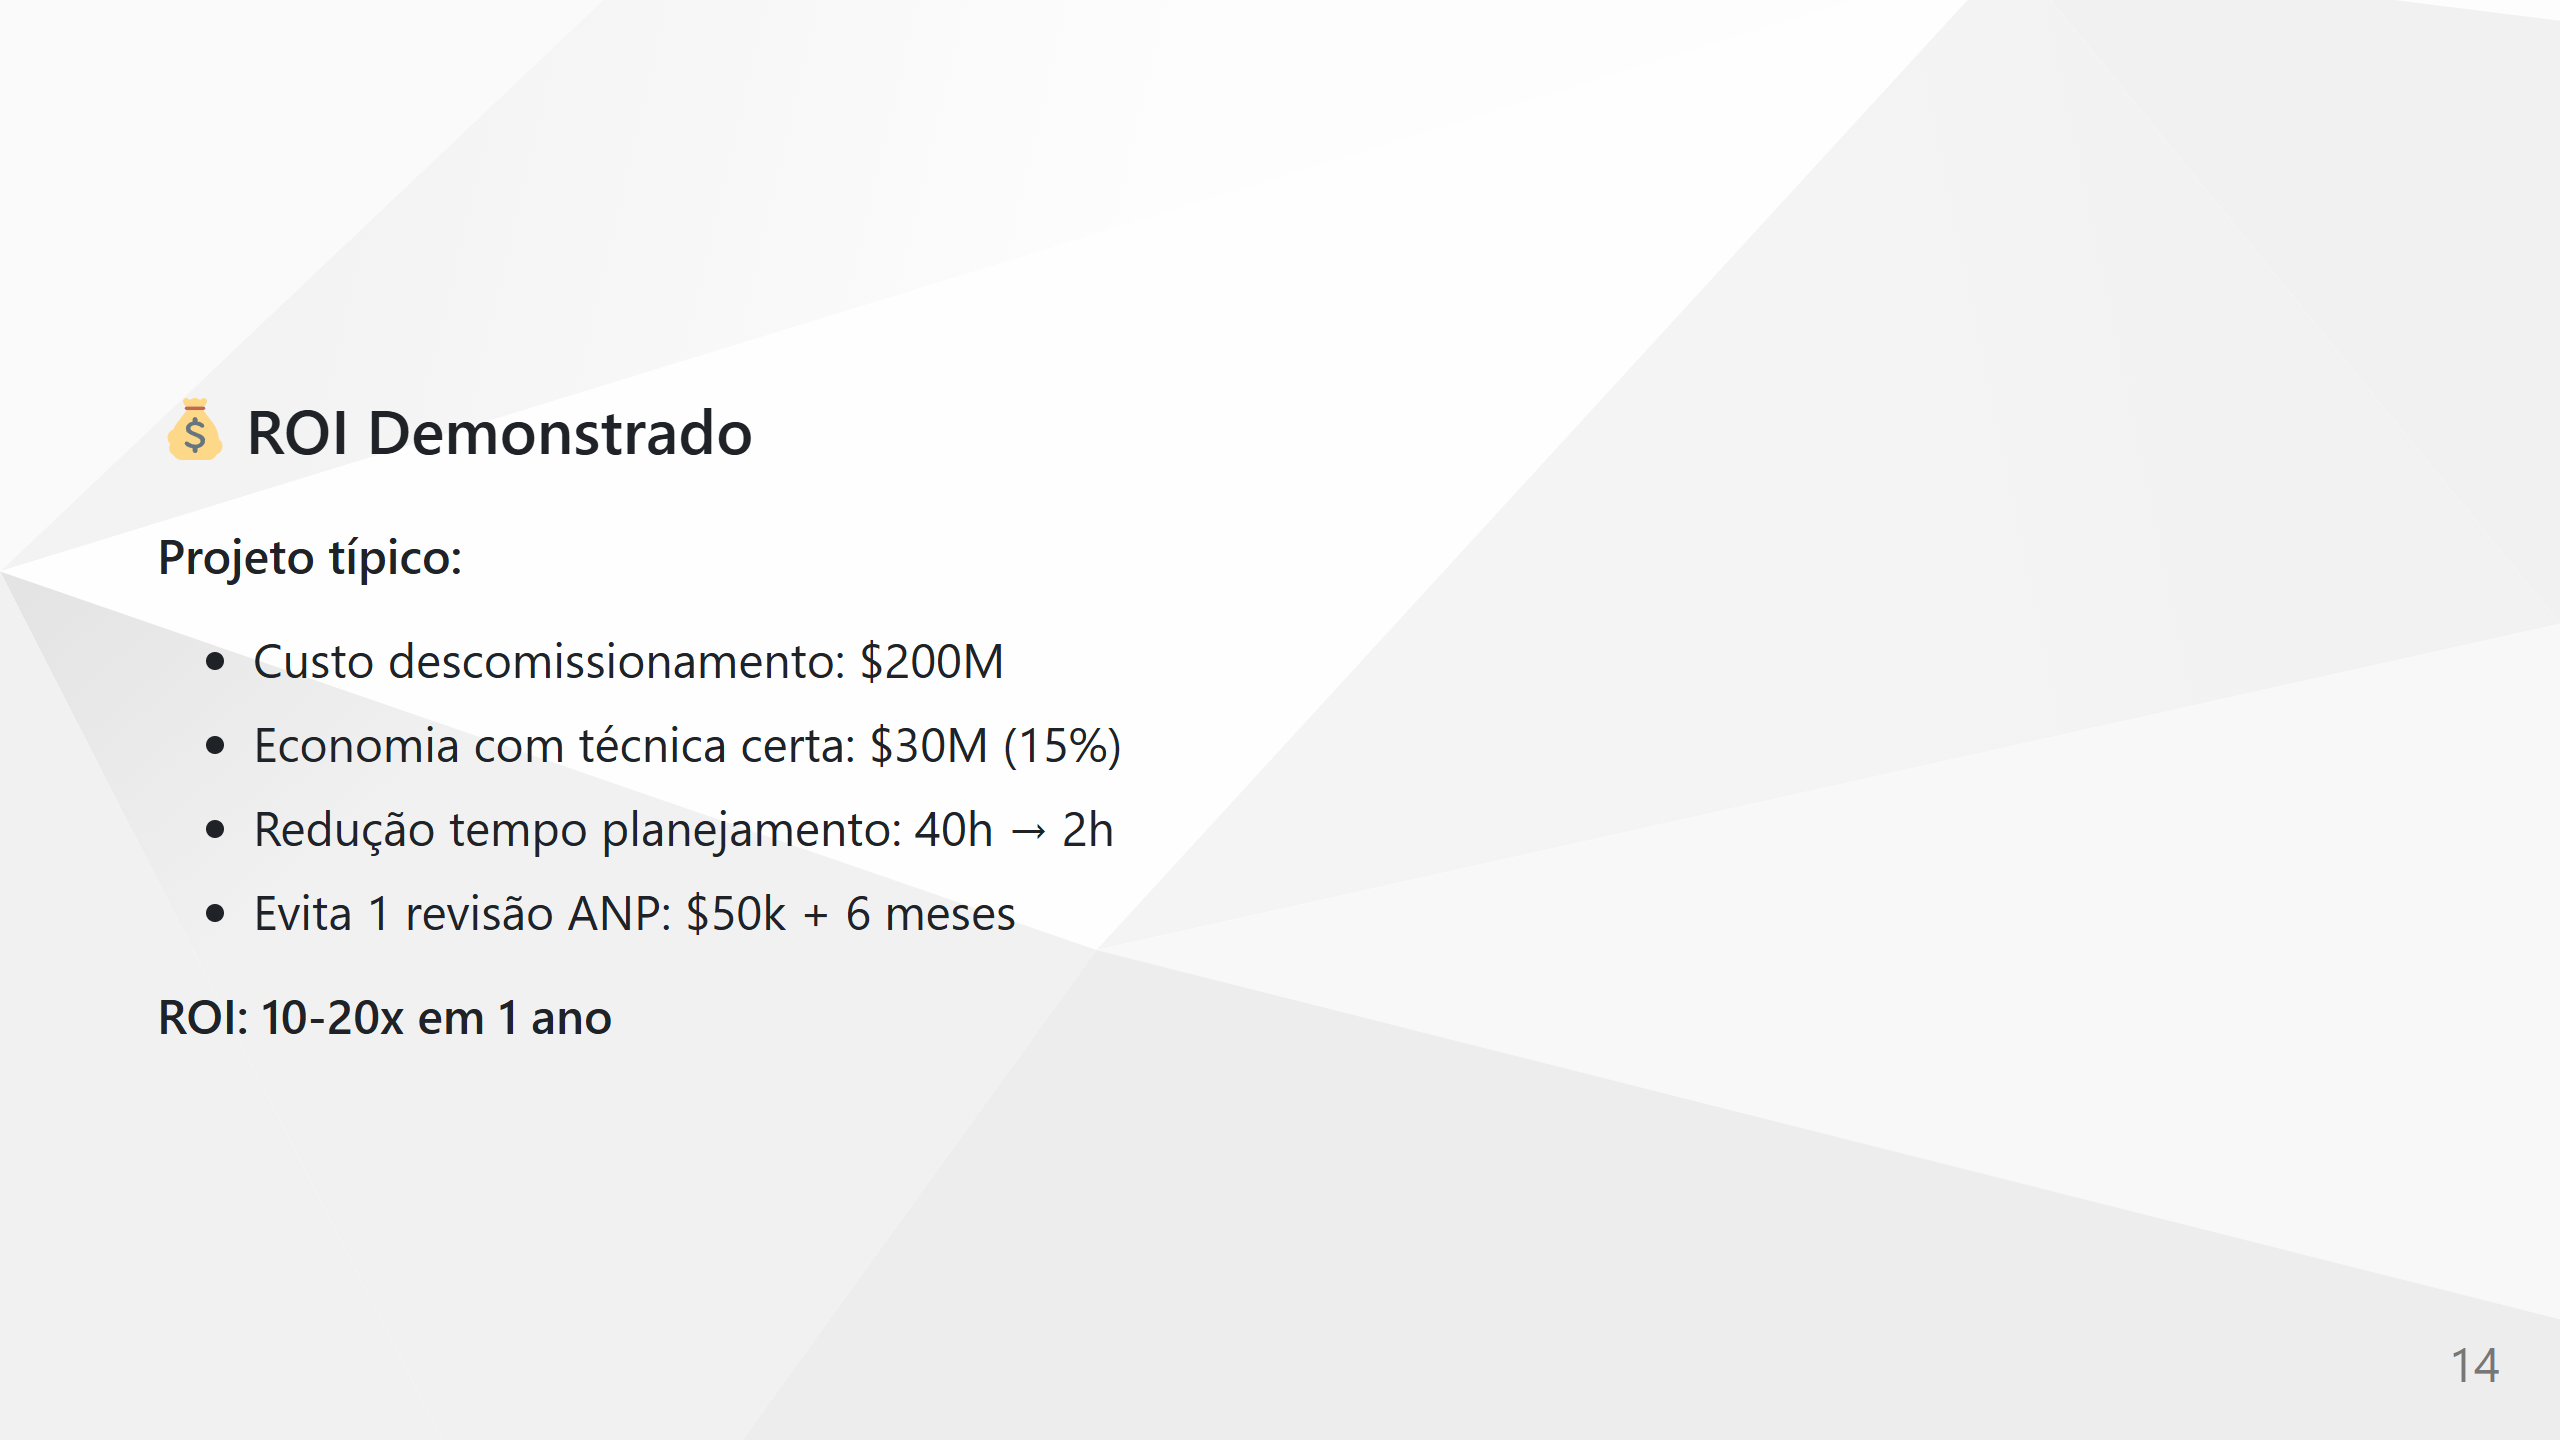 ROI Demonstrado
Projeto típico:
• Custo descomissionamento: $200M
• Economia com técnica certa: $30M (15%)
• Redução tempo planejamento: 40h → 2h
• Evita 1 revisão ANP: $50k + 6 meses
ROI: 10-20x em 1 ano
14